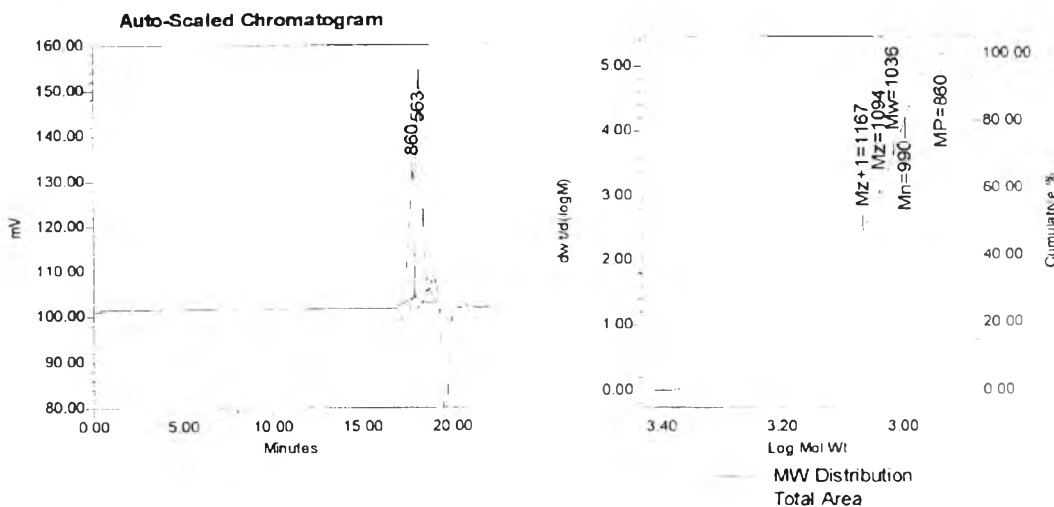 Auto-Scaled Chromatogram
160.00
150.00
140.00
130.00
120.00
110.00
100.00
90.00
80.00
mV
860
563
0.00
5.00
10.00
15.00
20.00
Minutes
5.00
4.00
3.00
2.00
1.00
0.00
dwt/d(logM)
Mz+1=1167
Mz=1094
Mw=1036
Mn=990
MP=860
100.00
80.00
60.00
40.00
20.00
0.00
Cumulative %
3.40
3.20
3.00
Log Mol Wt
MW Distribution
Total Area